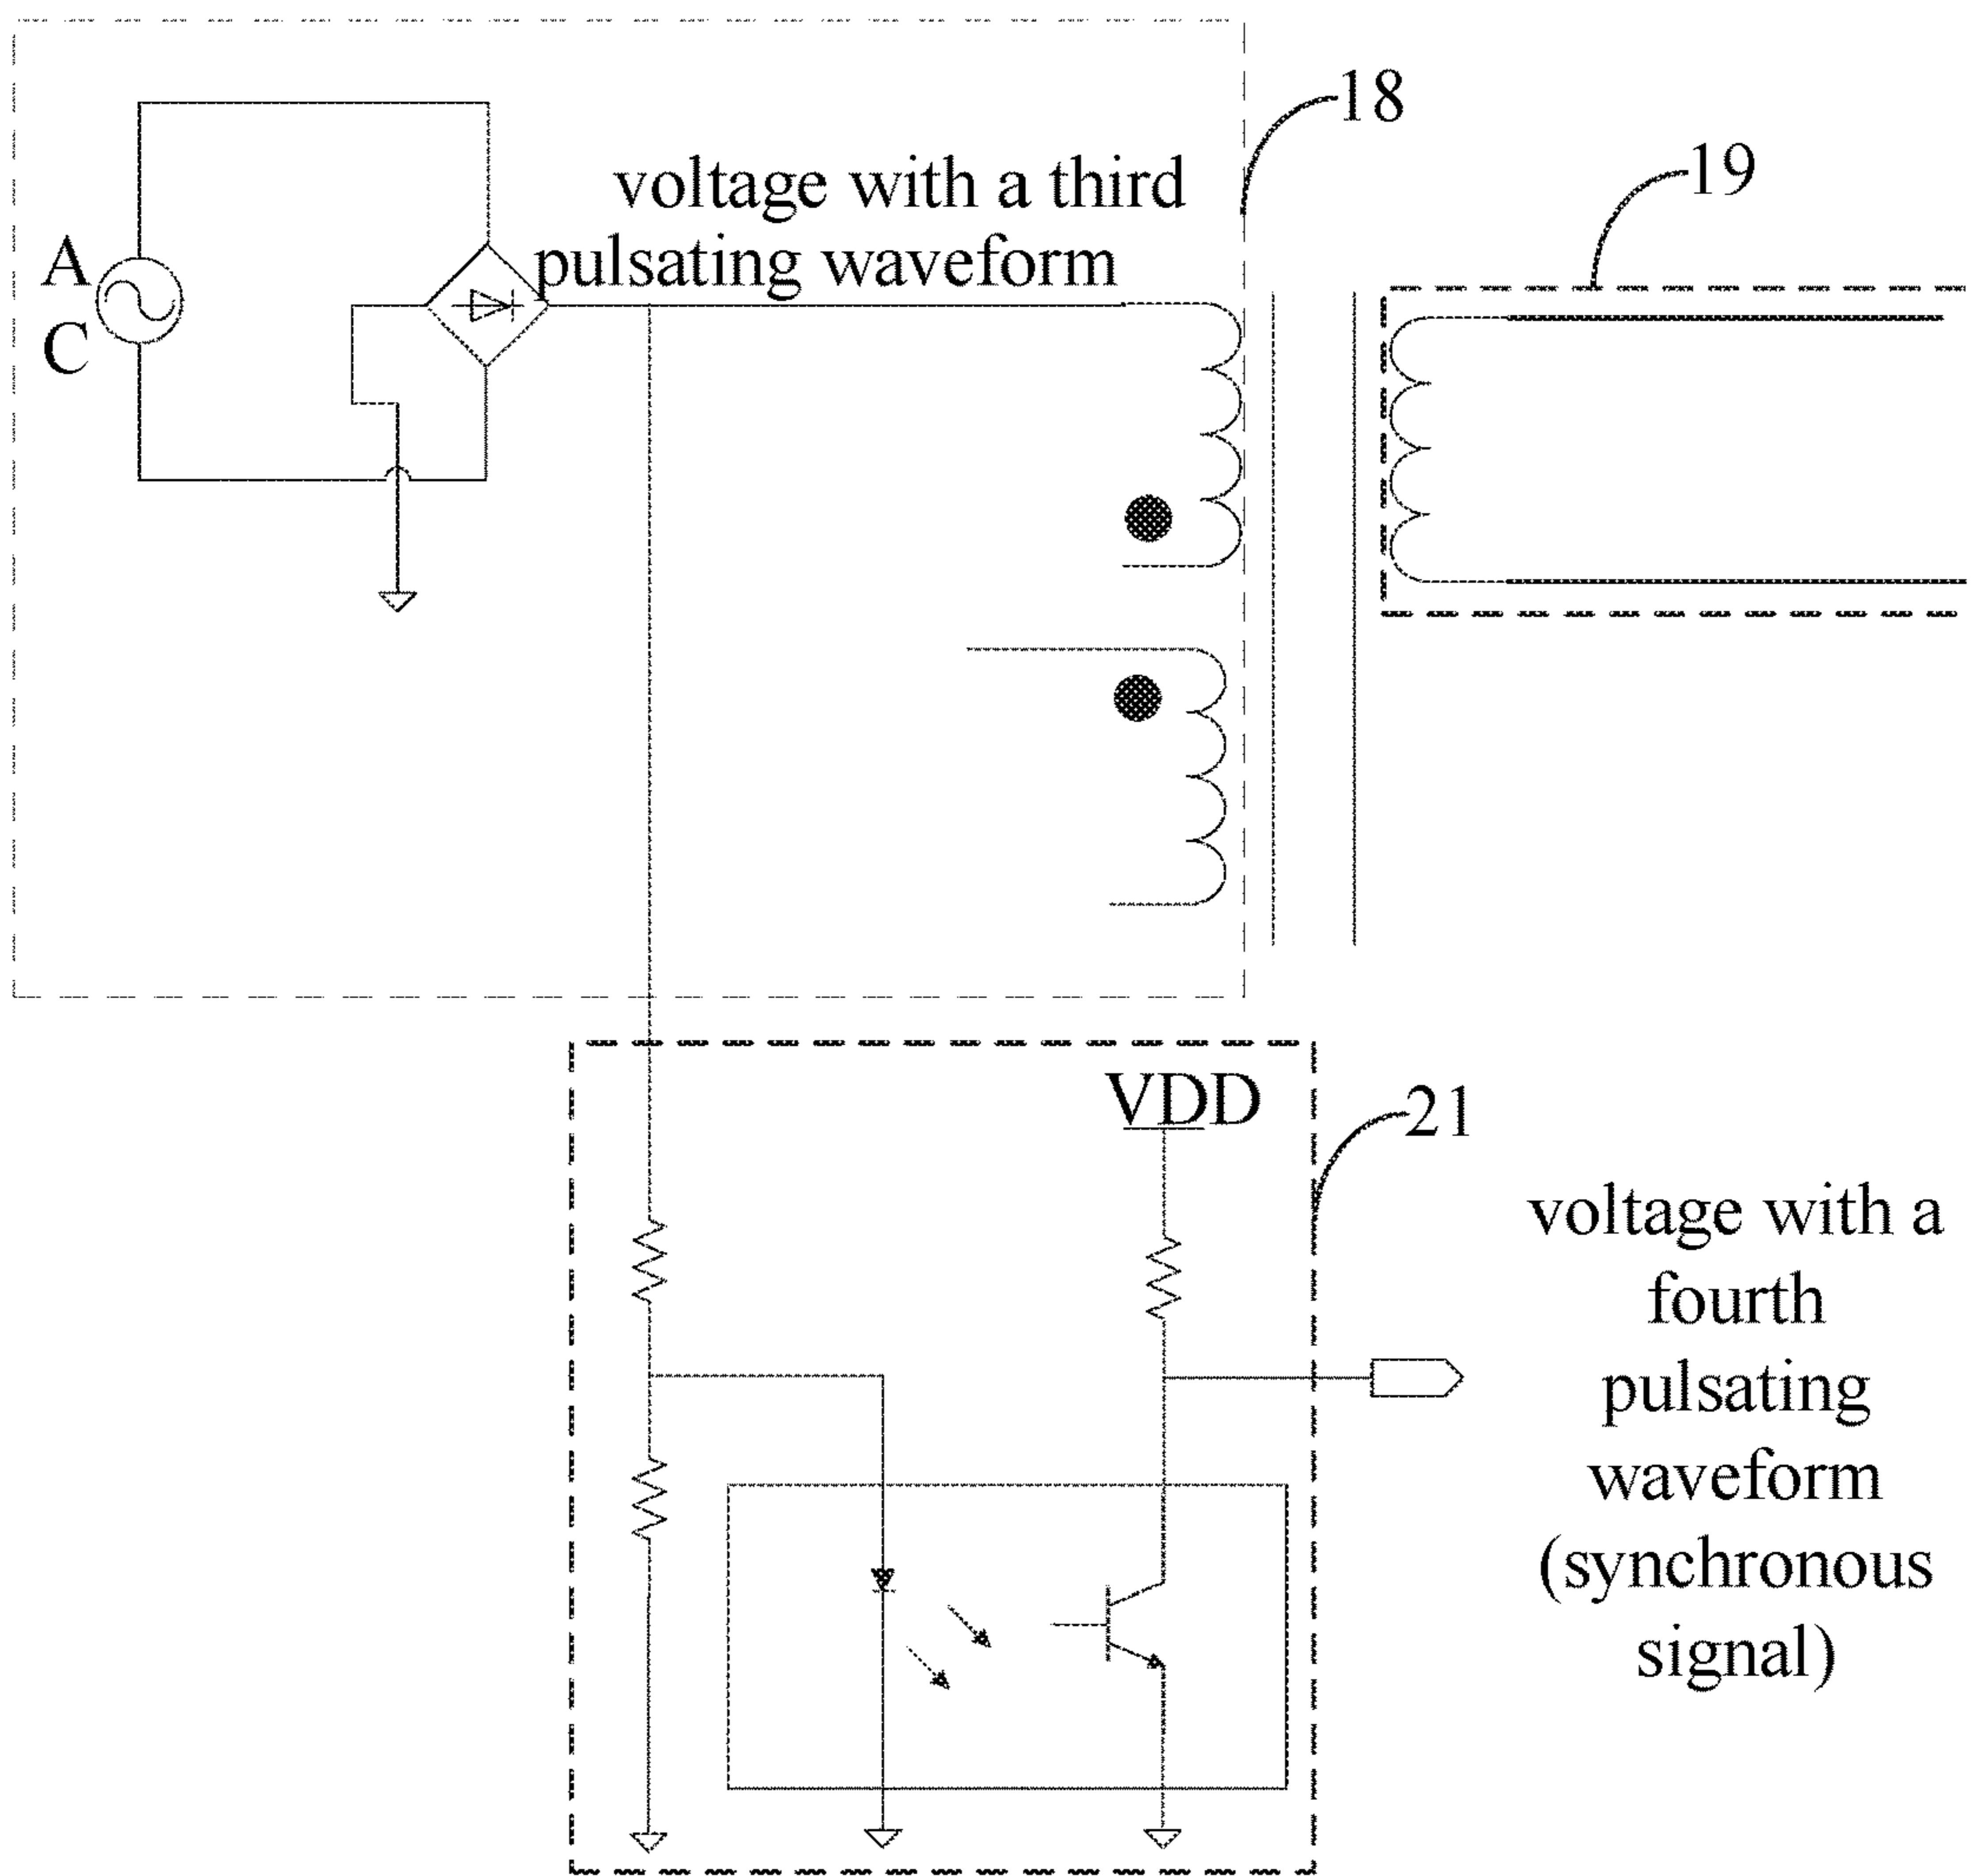 18
voltage with a third
pulsating waveform
19
A
C
VDD
21
voltage with a
fourth
pulsating
waveform
(synchronous
signal)